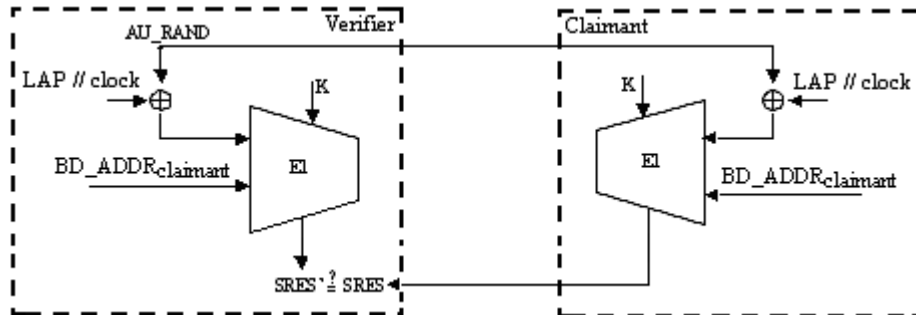 Verifier
Claimant
AU_RAND
LAP // clock
K
K
LAP // clock
E1
E1
BD_ADDRclaimant
BD_ADDRclaimant
SRES' ?= SRES